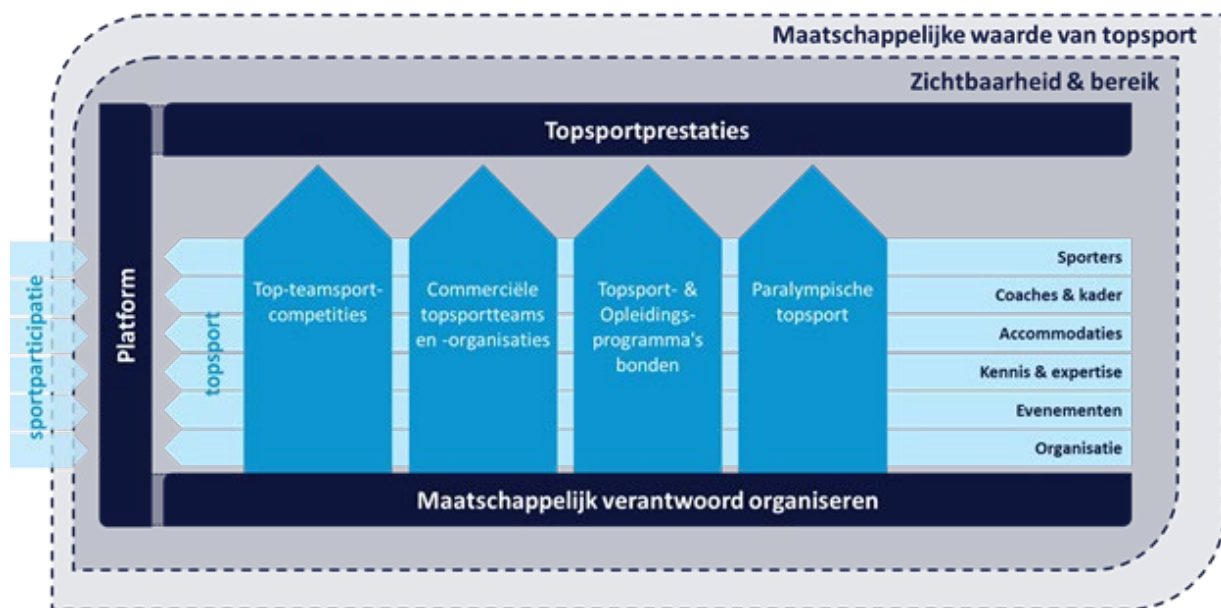 Maatschappelijke waarde van topsport
Zichtbaarheid & bereik
Topsportprestaties
Platform
sportparticipatie
topsport
Top-teamsport-
competities
Commerciële
topsportteams
en -organisaties
Topsport- &
Opleidings-
programma's
bonden
Paralympische
topsport
Sporters
Coaches & kader
Accommodaties
Kennis & expertise
Evenementen
Organisatie
Maatschappelijk verantwoord organiseren